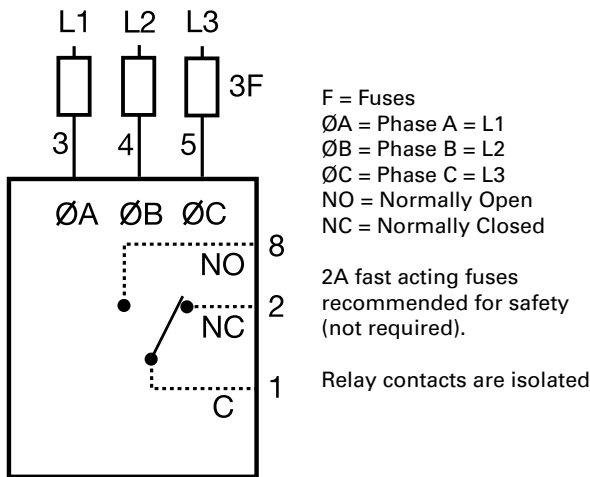 L1 L2 L3
3F
3 4 5
ØA ØB ØC
8
NO
2
NC
1
C
F = Fuses
ØA = Phase A = L1
ØB = Phase B = L2
ØC = Phase C = L3
NO = Normally Open
NC = Normally Closed
2A fast acting fuses
recommended for safety
(not required).
Relay contacts are isolated